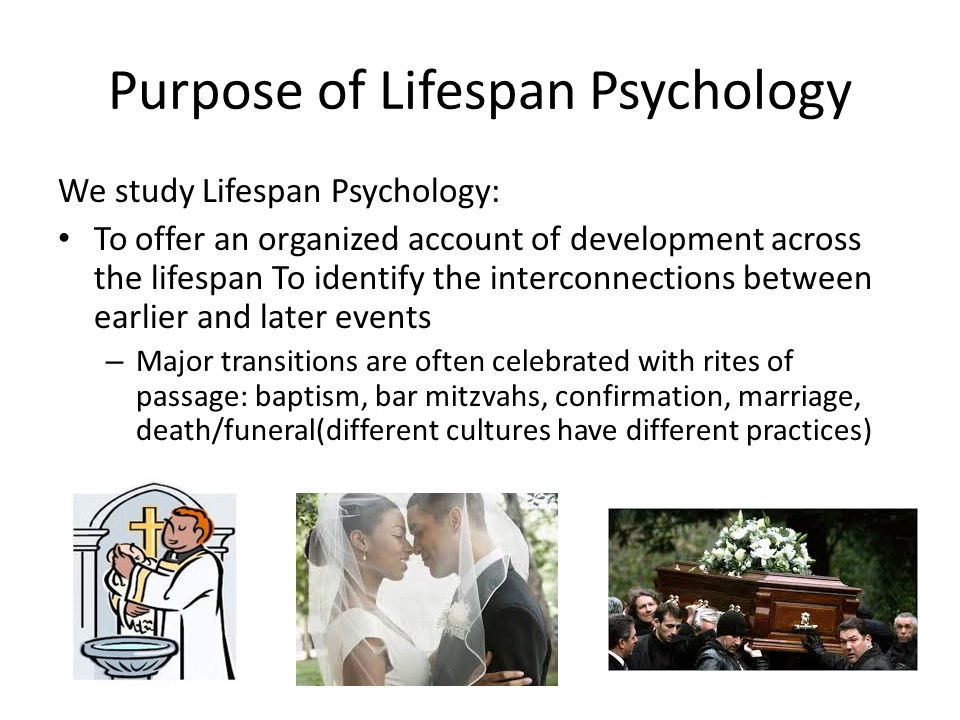 Purpose of Lifespan Psychology
We study Lifespan Psychology:
• To offer an organized account of development across
the lifespan To identify the interconnections between
earlier and later events
– Major transitions are often celebrated with rites of
passage: baptism, bar mitzvahs, confirmation, marriage,
death/funeral(different cultures have different practices)